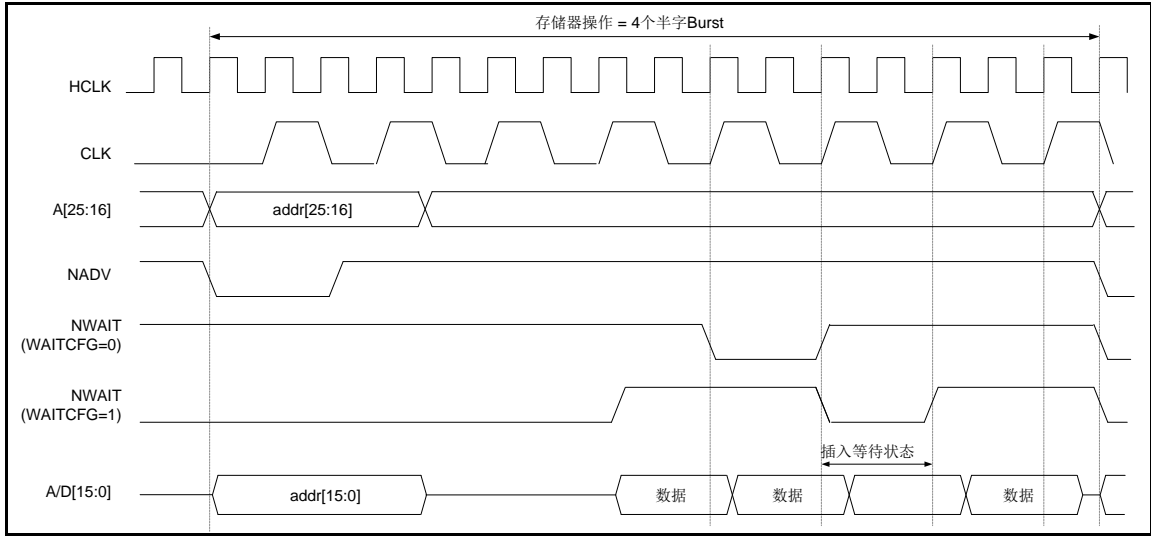 存储器操作 = 4个半字Burst
HCLK
CLK
A[25:16]
addr[25:16]
NADV
NWAIT
(WAITCFG=0)
NWAIT
(WAITCFG=1)
插入等待状态
A/D[15:0]
addr[15:0]
数据
数据
数据